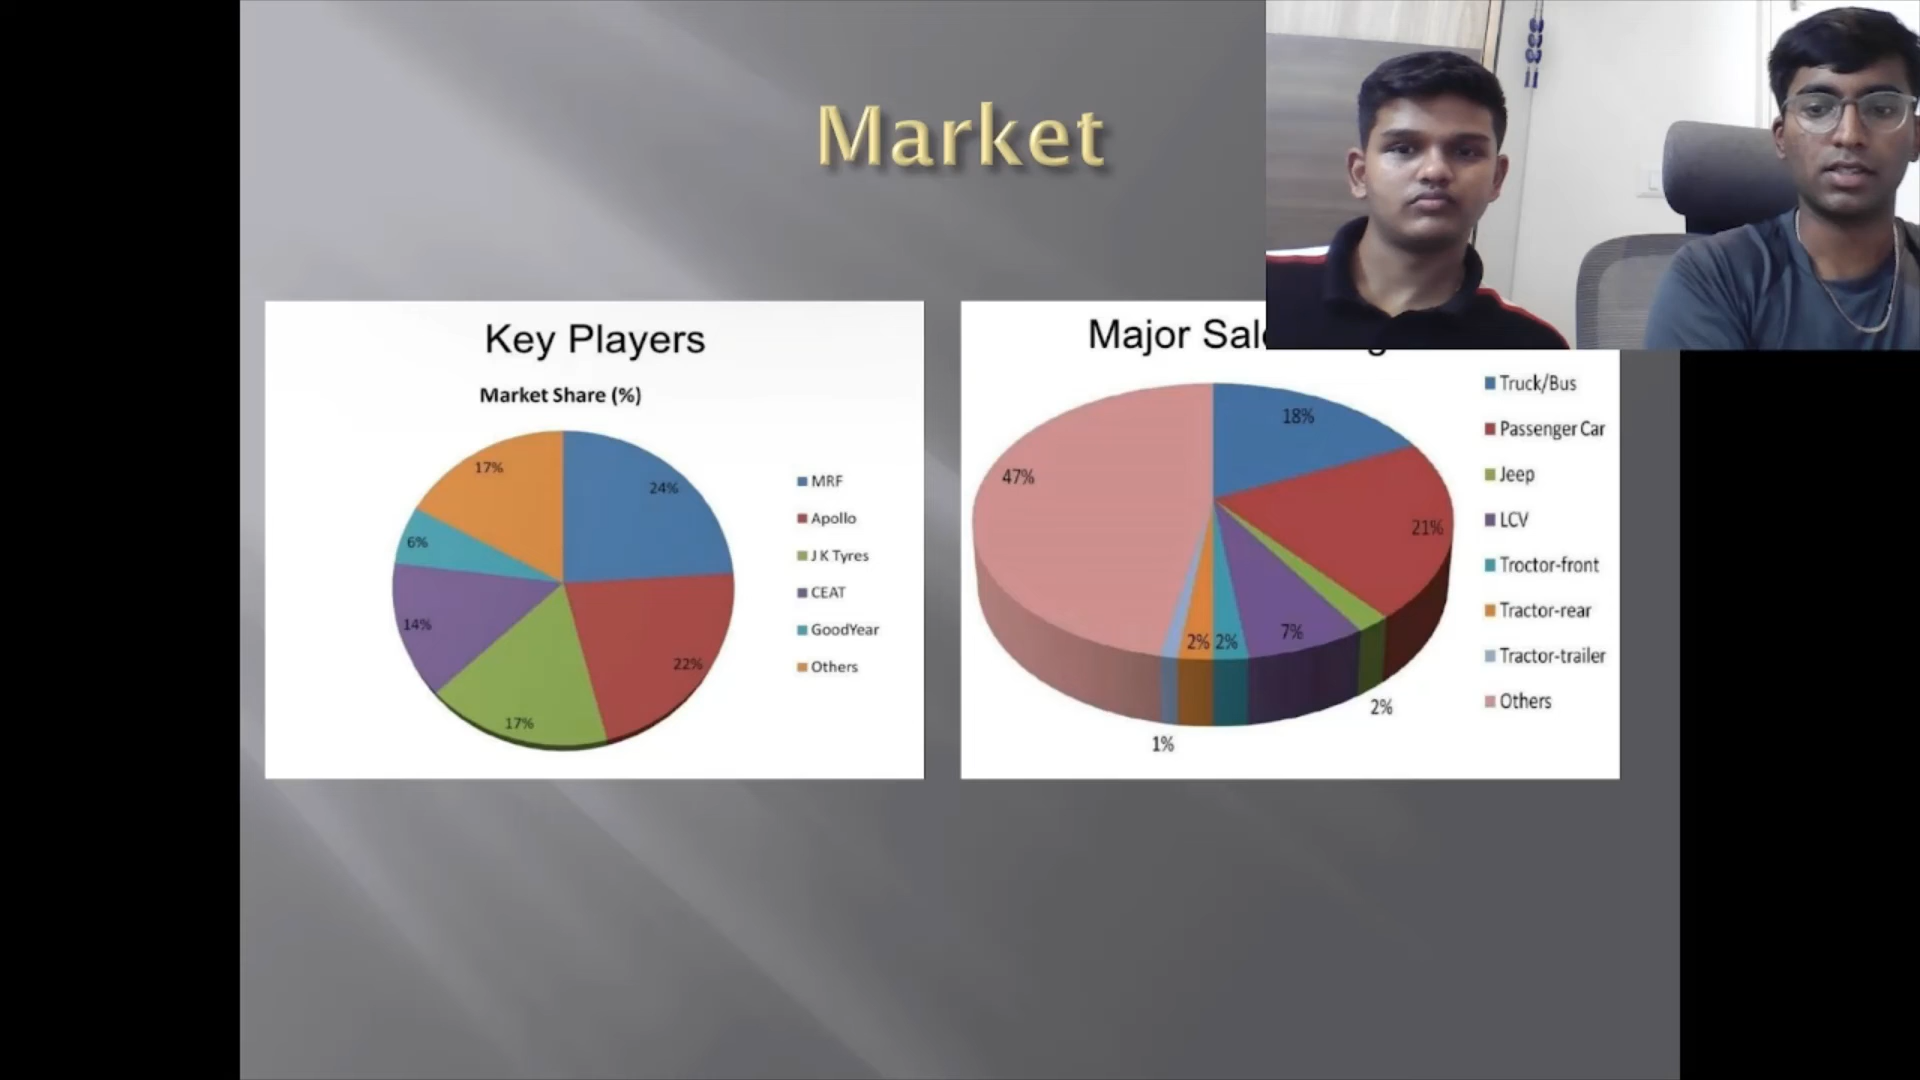 Market
Key Players
Market Share (%)
17%
24%
6%
14%
22%
17%
MRF
Apollo
J K Tyres
CEAT
GoodYear
Others
Major
18%
47%
21%
2% 2%
7%
2%
1%
Truck/Bus
Passenger Car
Jeep
LCV
Troctor-front
Tractor-rear
Tractor-trailer
Others